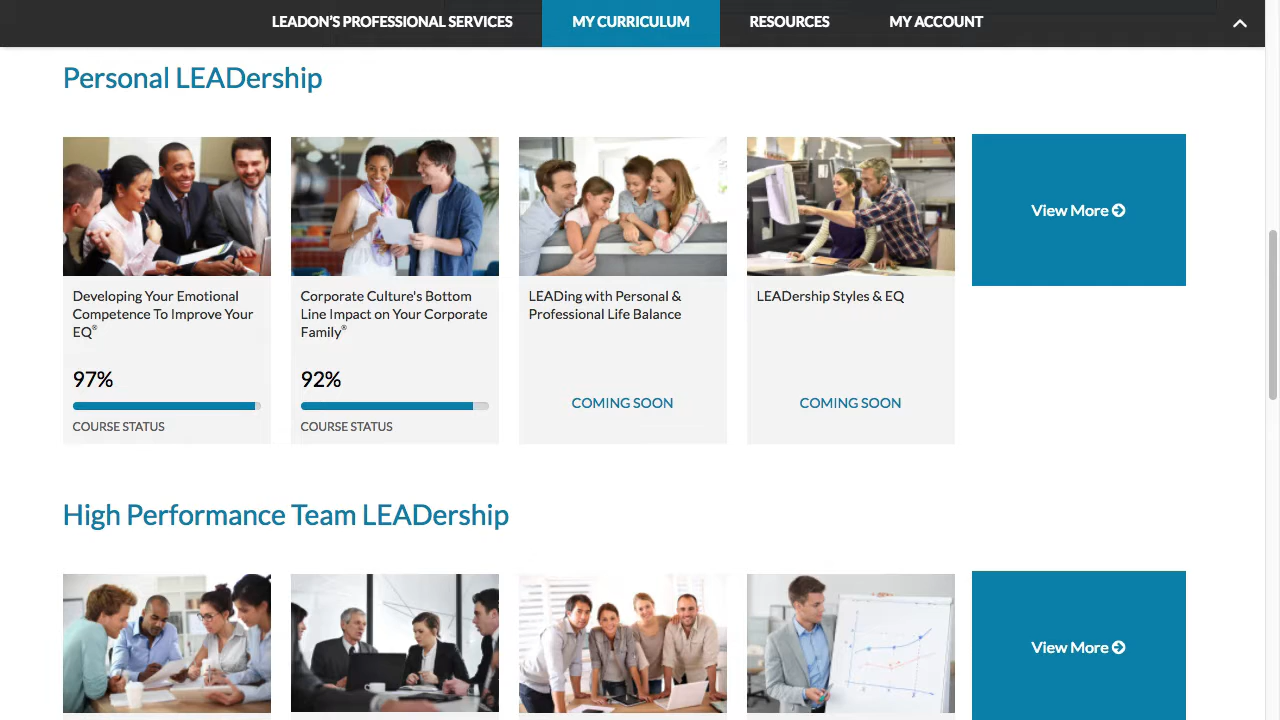 LEADON'S PROFESSIONAL SERVICES
MY CURRICULUM
RESOURCES
MY ACCOUNT
Personal LEADership
View More
Developing Your Emotional
Competence To Improve Your
EQ®
97%
COURSE STATUS
Corporate Culture's Bottom
Line Impact on Your Corporate
Family®
92%
COURSE STATUS
LEADing with Personal &
Professional Life Balance
COMING SOON
LEADership Styles & EQ
COMING SOON
High Performance Team LEADership
View More